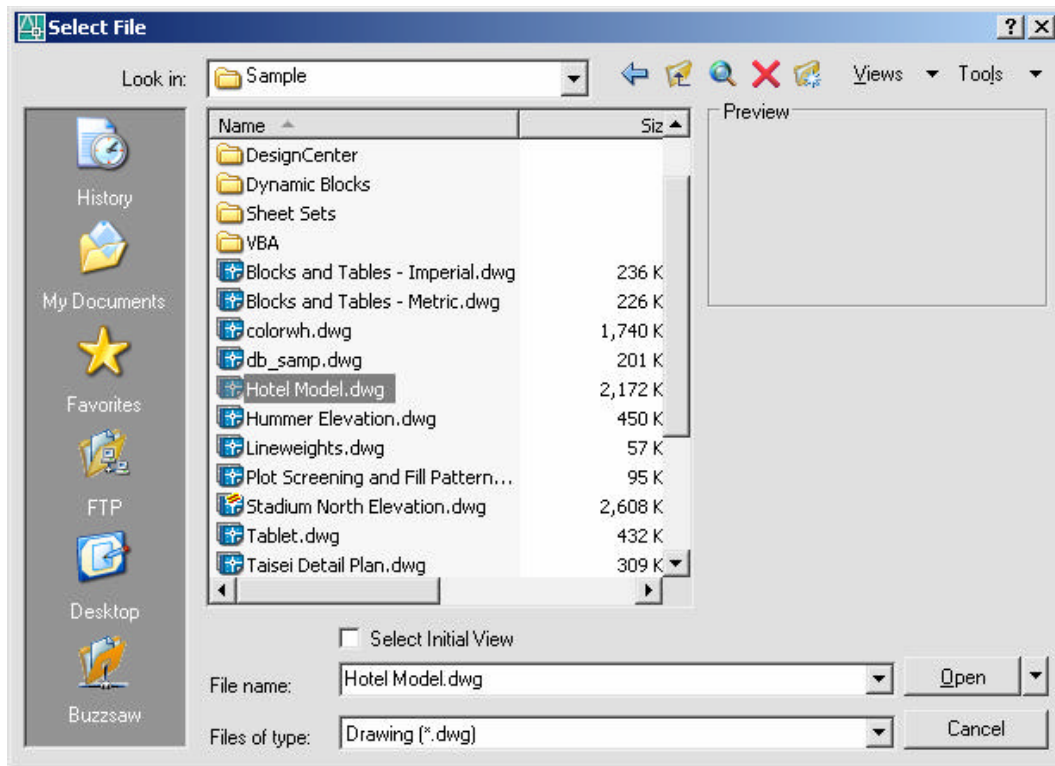 Select File
Look in: Sample Views Tools
Name Siz Preview
DesignCenter
Dynamic Blocks
Sheet Sets
VBA
Blocks and Tables - Imperial.dwg 236 K
Blocks and Tables - Metric.dwg 226 K
colorwh.dwg 1,740 K
db_samp.dwg 201 K
Hotel Model.dwg 2,172 K
Hummer Elevation.dwg 450 K
Lineweights.dwg 57 K
Plot Screening and Fill Pattern... 95 K
Stadium North Elevation.dwg 2,608 K
Tablet.dwg 432 K
Taisei Detail Plan.dwg 309 K
History
My Documents
Favorites
FTP
Desktop
Buzzsaw
Select Initial View
File name: Hotel Model.dwg Open
Files of type: Drawing (*.dwg) Cancel